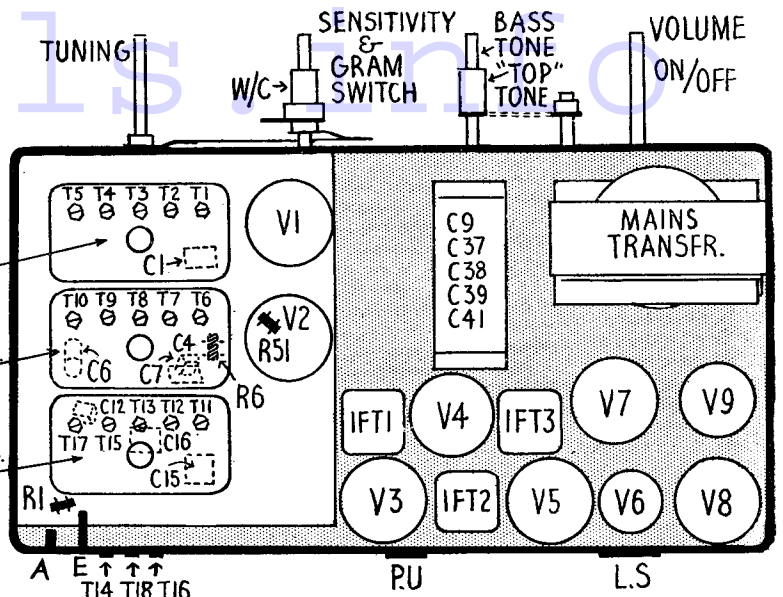 ls.info
TUNING
W/C
SENSITIVITY
&
GRAM
SWITCH
BASS
TONE
"TOP"
TONE
VOLUME
ON/OFF
T5 T4 T3 T2 T1
C1
V1
T10 T9 T8 T7 T6
C6
C7
C4
R6
V2
R51
C12 T13 T12 T11
T17 T15
C16
C15
R1
C9
C37
C38
C39
C41
MAINS
TRANSFR.
IFT1
V4
IFT3
V7
V9
V3
IFT2
V5
V6
V8
A
E
T14 T18 T16
P.U
L.S